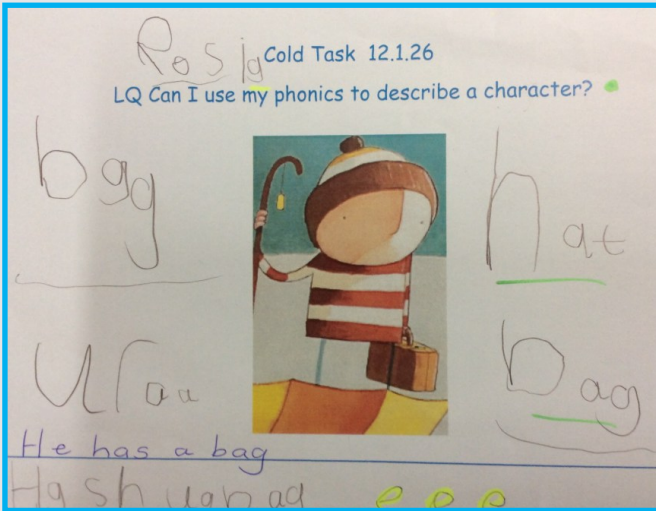 Rosie
Cold Task 12.1.26
LQ Can I use my phonics to describe a character?
bag
hat
bag
He has a bag
e e e